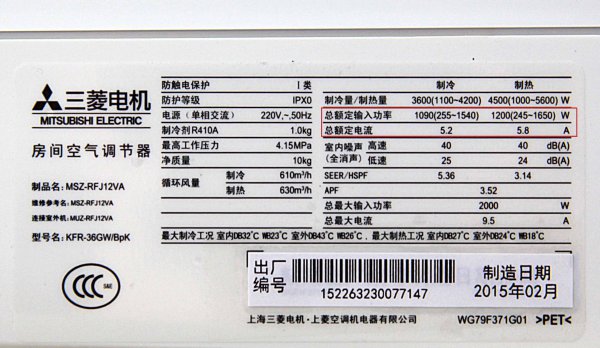 三菱电机
MITSUBISHI ELECTRIC
房间空气调节器
制品名：MSZ-RFJ12VA
维修参考名：MSZ-RFJ12VA
连接室外机：MUZ-RFJ12VA
型号：KFR-36GW/BpK
CCC
S&E
防触电保护 I类
防护等级 IPX0
电源（单相交流） 220V,~,50Hz
制冷剂R410A 1.0kg
最高工作压力 4.15MPa
净质量 10kg
循环风量 制冷 610m³/h
制热 630m³/h
制冷 制热
制冷量/制热量 3600(1100~4200) 4500(1000~5600) W
总额定输入功率 1090(255~1540) 1200(245~1650) W
总额定电流 5.2 5.8 A
室内噪声(全消声) 高速 40 40 dB(A)
低速 25 24 dB(A)
SEER/HSPF 5.36 3.14
APF 3.52
总最大输入功率 2000 W
总最大电流 9.5 A
最大制冷工况 室内DB32℃ WB23℃ 室外DB43℃ WB26℃，最大制热工况 室内DB27℃ 室外DB24℃ WB18℃
出厂编号
152263230077147
制造日期
2015年02月
上海三菱电机·上菱空调机电器有限公司 WG79F371G01 >PET<